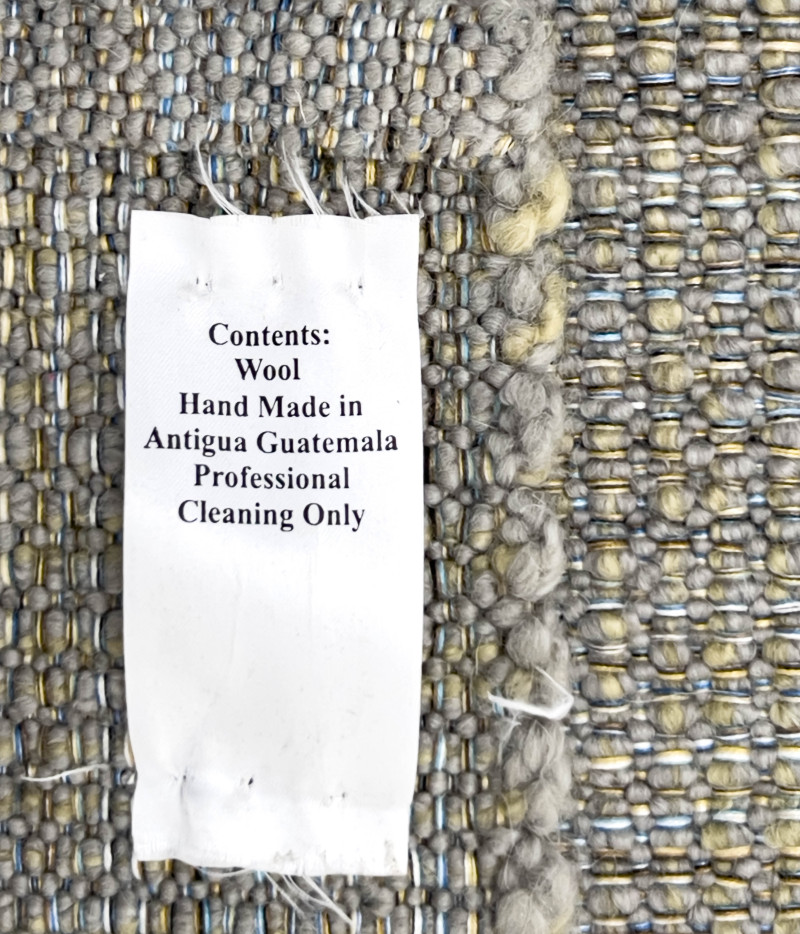 Contents:
Wool
Hand Made in
Antigua Guatemala
Professional
Cleaning Only